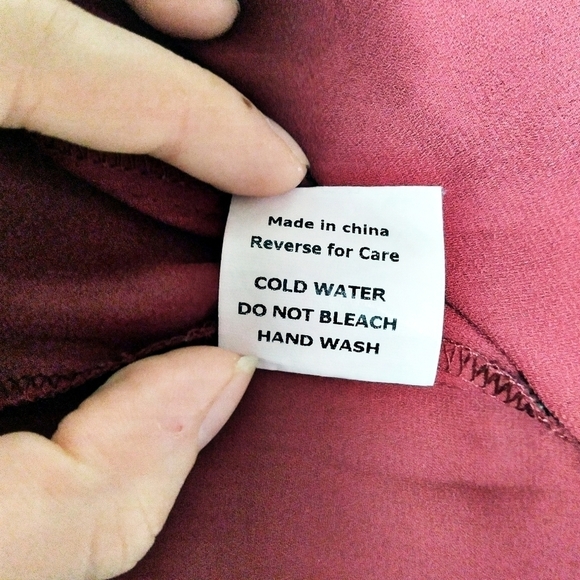 Made in china
Reverse for Care
COLD WATER
DO NOT BLEACH
HAND WASH